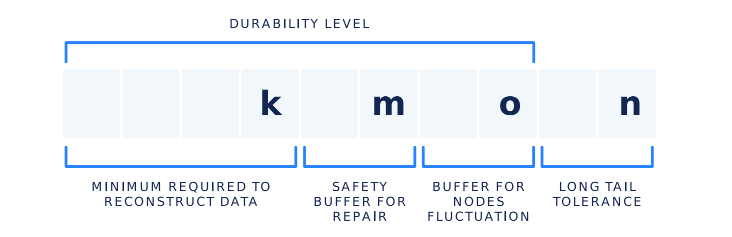 DURABILITY LEVEL
k m o n
MINIMUM REQUIRED TO
RECONSTRUCT DATA
SAFETY
BUFFER FOR
REPAIR
BUFFER FOR
NODES
FLUCTUATION
LONG TAIL
TOLERANCE